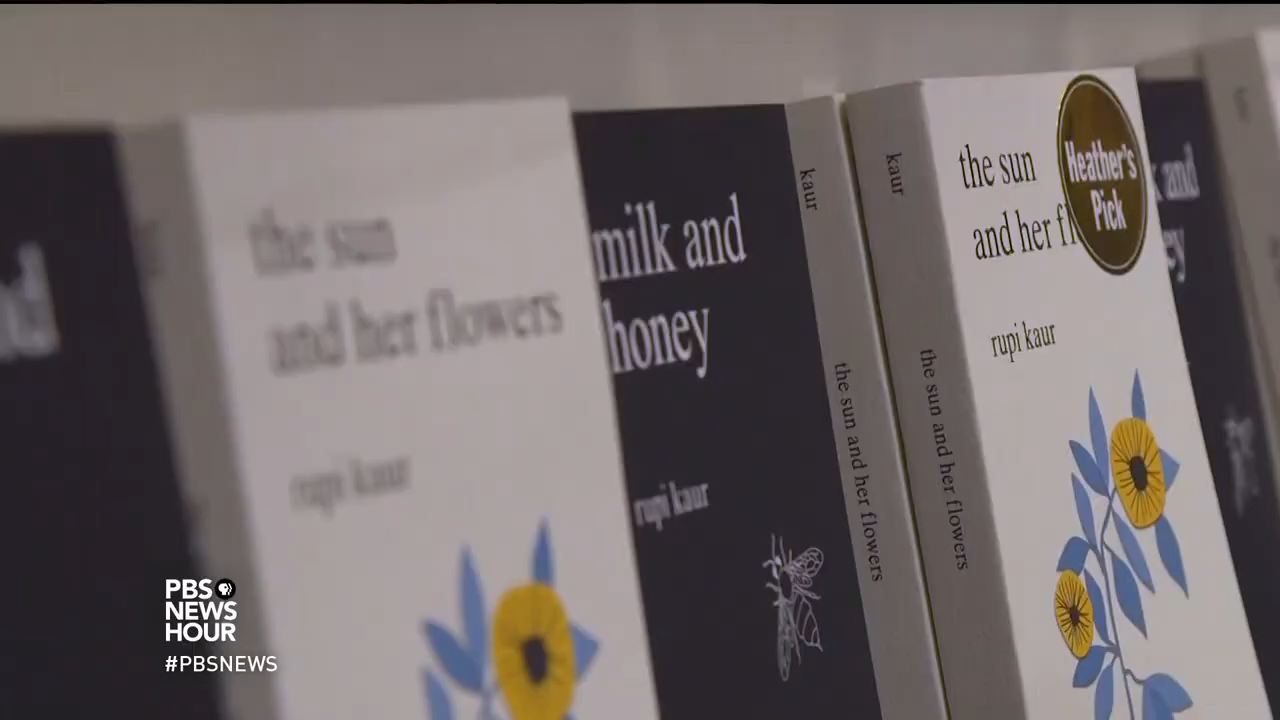 the sun
and her flowers
rupi kaur
milk and
honey
rupi kaur
kaur
the sun and her flowers
kaur
the sun and her flowers
the sun
and her fl
Heather's
Pick
rupi kaur
and
PBS
NEWS
HOUR
#PBSNEWS